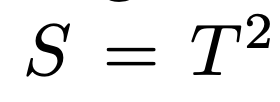 S = T²